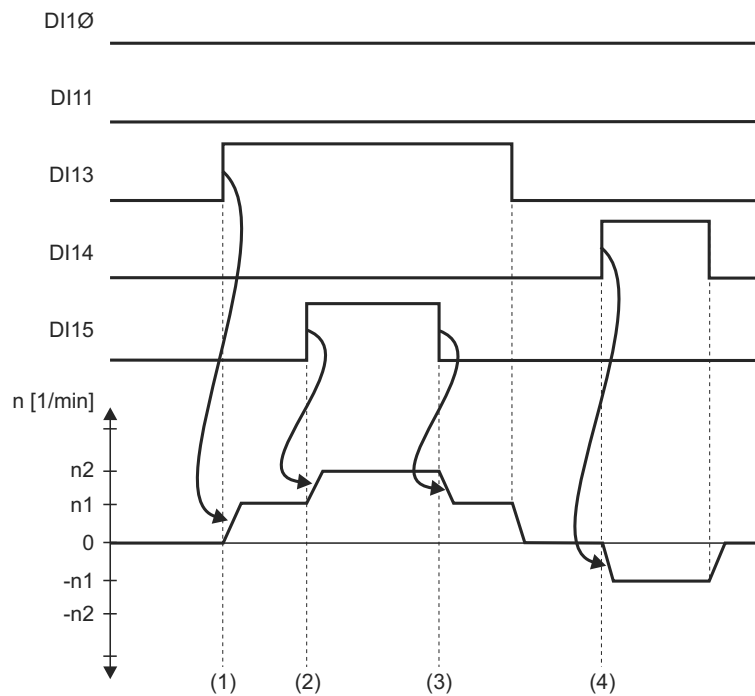 DI1Ø
DI11
DI13
DI14
DI15
n [1/min]
n2
n1
0
-n1
-n2
(1) (2) (3) (4)